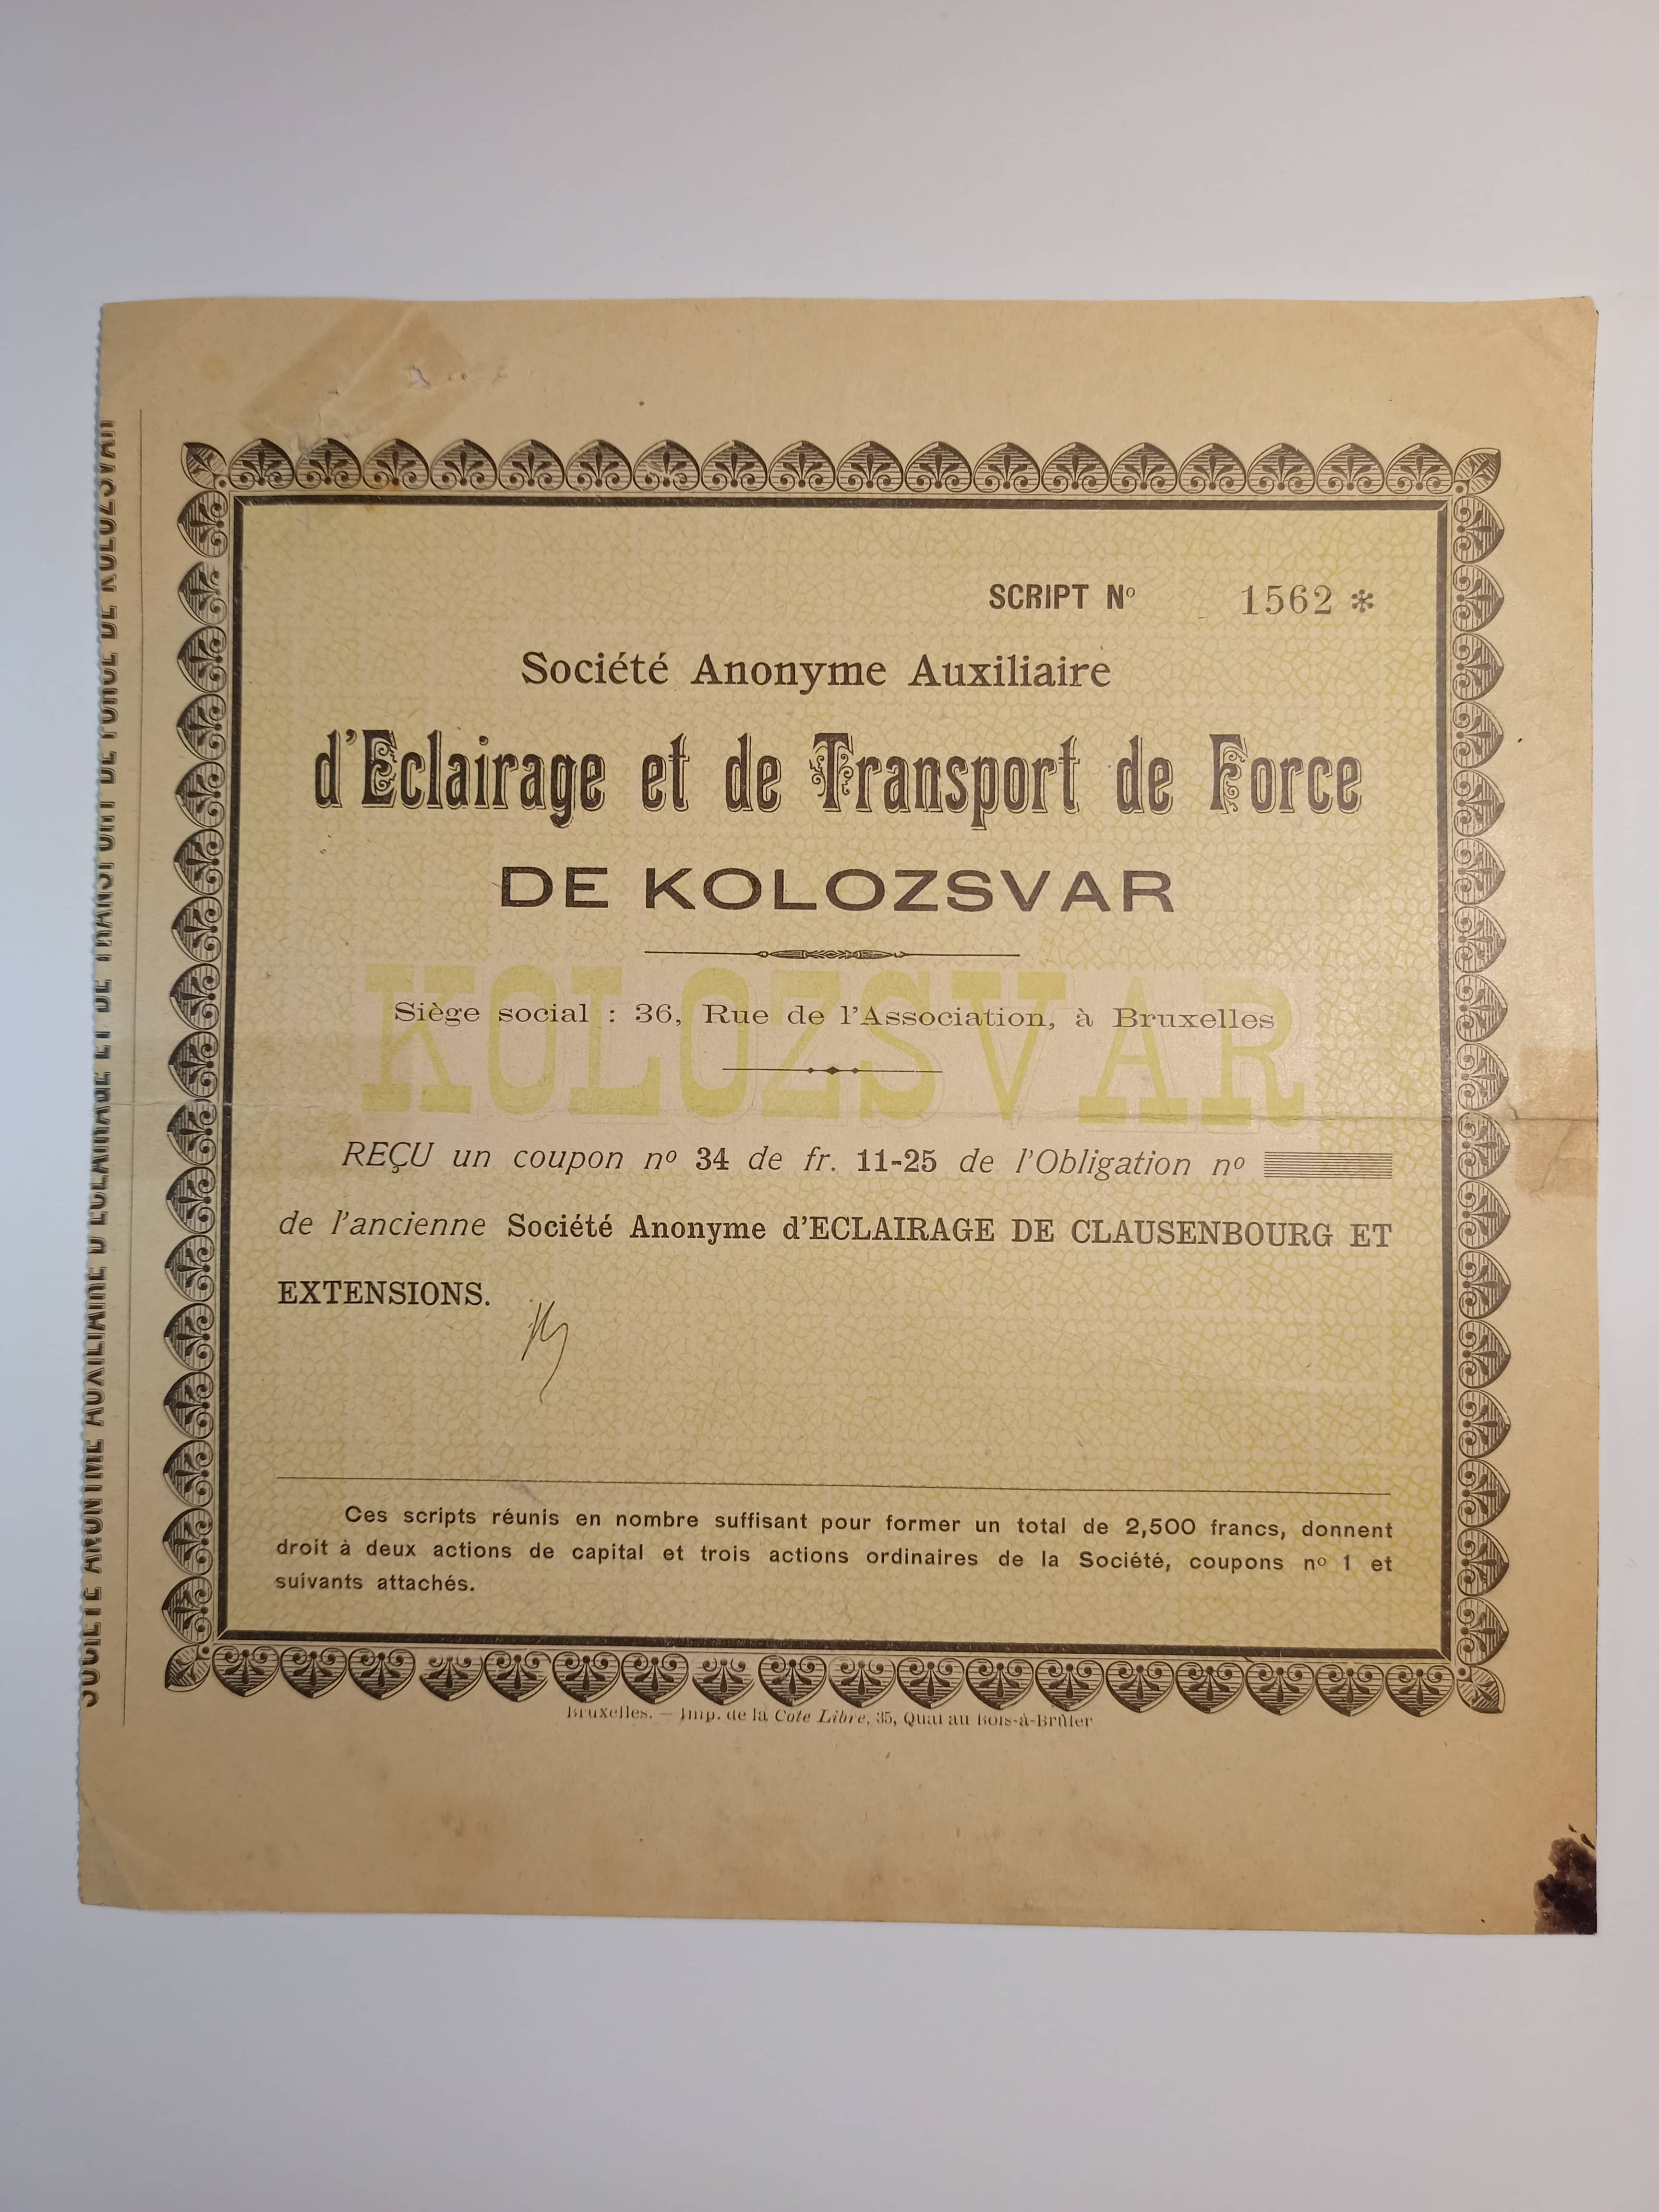 SOCIÉTÉ ANONYME AUXILIAIRE D'ECLAIRAGE ET DE TRANSPORT DE FORCE DE KOLOZSVAR
SCRIPT Nº 1562 *
Société Anonyme Auxiliaire
d'Eclairage et de Transport de Force
DE KOLOZSVAR
KOLOZSVAR
Siège social : 36, Rue de l'Association, à Bruxelles
REÇU un coupon nº 34 de fr. 11-25 de l'Obligation nº
de l'ancienne Société Anonyme d'ECLAIRAGE DE CLAUSENBOURG ET
EXTENSIONS.
Ces scripts réunis en nombre suffisant pour former un total de 2,500 francs, donnent
droit à deux actions de capital et trois actions ordinaires de la Société, coupons nº 1 et
suivants attachés.
Bruxelles. — Imp. de la Cote Libre, 35, Quai au Bois-à-Brûler